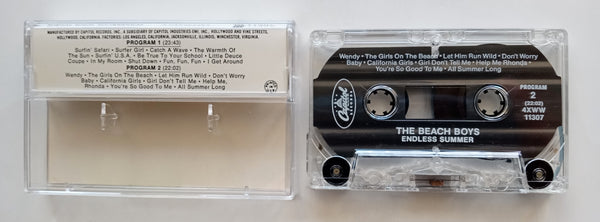 MANUFACTURED BY CAPITOL RECORDS, INC., A SUBSIDIARY OF CAPITOL INDUSTRIES-EMI, INC., HOLLYWOOD AND VINE STREETS,
HOLLYWOOD, CALIFORNIA. FACTORIES: LOS ANGELES, CALIFORNIA, JACKSONVILLE, ILLINOIS, WINCHESTER, VIRGINIA.
PROGRAM 1 (23:43)
Surfin' Safari • Surfer Girl • Catch A Wave • The Warmth Of
The Sun • Surfin' U.S.A. • Be True To Your School • Little Deuce
Coupe • In My Room • Shut Down • Fun, Fun, Fun • I Get Around
PROGRAM 2 (22:02)
Wendy • The Girls On The Beach • Let Him Run Wild • Don't Worry
Baby • California Girls • Girl Don't Tell Me • Help Me,
Rhonda • You're So Good To Me • All Summer Long
Wendy • The Girls On The Beach • Let Him Run Wild • Don't Worry
Baby • California Girls • Girl Don't Tell Me • Help Me Rhonda •
You're So Good To Me • All Summer Long
Capitol
RECORDS
PROGRAM
2
(22:02)
4XWW
11307
THE BEACH BOYS
ENDLESS SUMMER